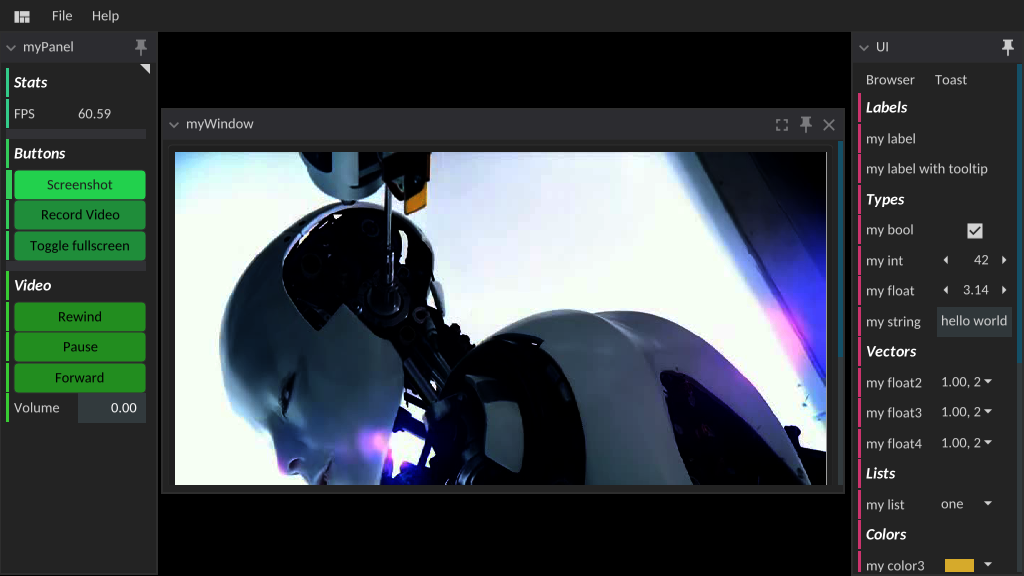 File Help
myPanel
Stats
FPS 60.59
Buttons
Screenshot
Record Video
Toggle fullscreen
Video
Rewind
Pause
Forward
Volume 0.00
myWindow
UI
Browser Toast
Labels
my label
my label with tooltip
Types
my bool
my int 42
my float 3.14
my string hello world
Vectors
my float2 1.00, 2
my float3 1.00, 2
my float4 1.00, 2
Lists
my list one
Colors
my color3